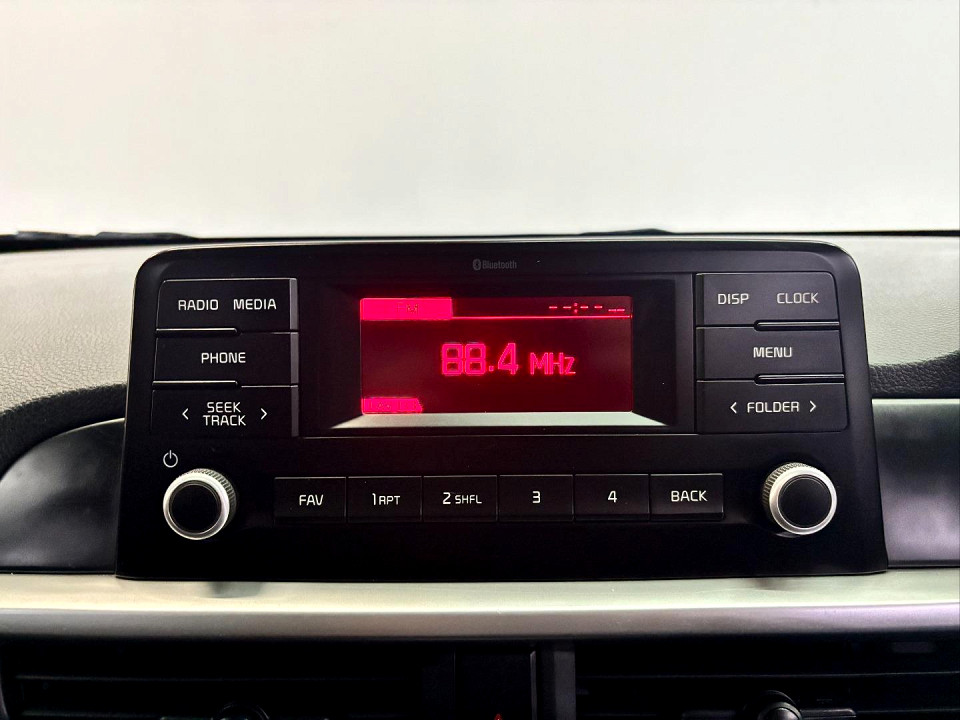 Bluetooth
RADIO MEDIA
PHONE
< SEEK TRACK >
88.4 MHz
--:--
DISP CLOCK
MENU
< FOLDER >
FAV
1 RPT
2 SHFL
3
4
BACK